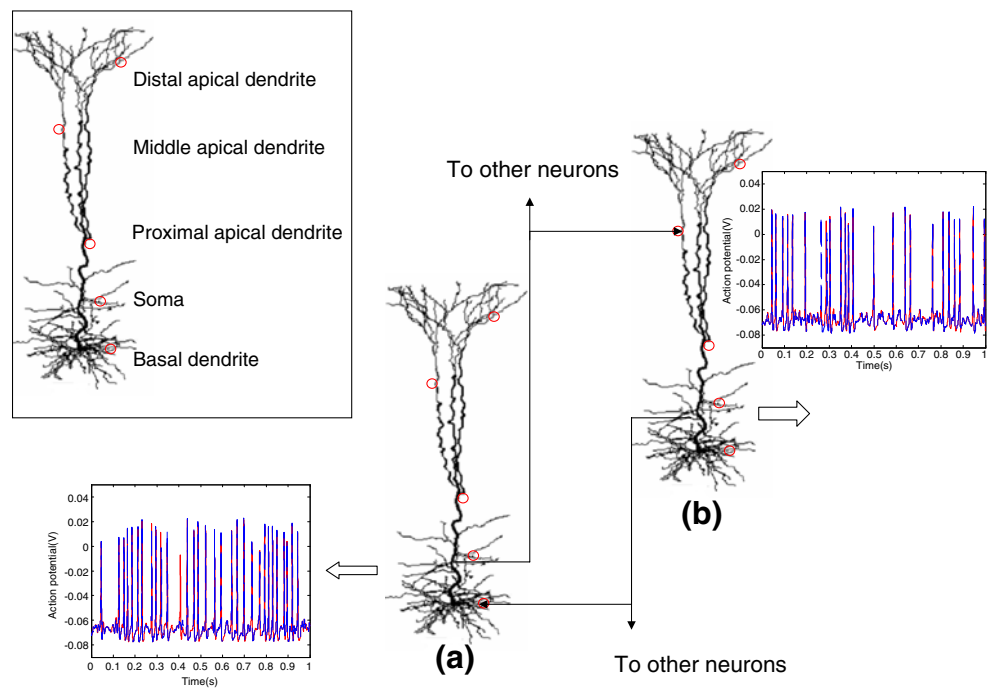 Distal apical dendrite
Middle apical dendrite
Proximal apical dendrite
Soma
Basal dendrite
To other neurons
0.04
0.02
0
-0.02
-0.04
-0.06
-0.08
Action potential(V)
0 0.1 0.2 0.3 0.4 0.5 0.6 0.7 0.8 0.9 1
Time(s)
(b)
0.04
0.02
0
-0.02
-0.04
-0.06
-0.08
Action potential(V)
0 0.1 0.2 0.3 0.4 0.5 0.6 0.7 0.8 0.9 1
Time(s)
(a)
To other neurons